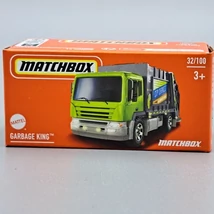 MATCHBOX
32/100
3+
MATTEL
GARBAGE KING™
MATCHBOX